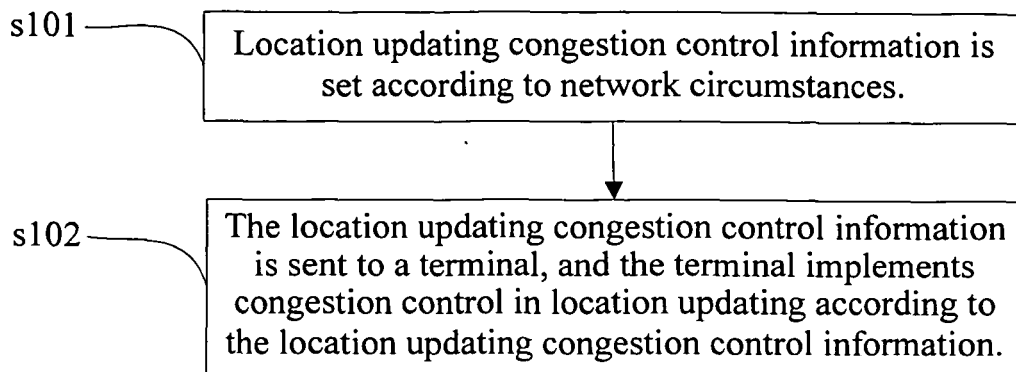 s101
Location updating congestion control information is
set according to network circumstances.
s102
The location updating congestion control information
is sent to a terminal, and the terminal implements
congestion control in location updating according to
the location updating congestion control information.